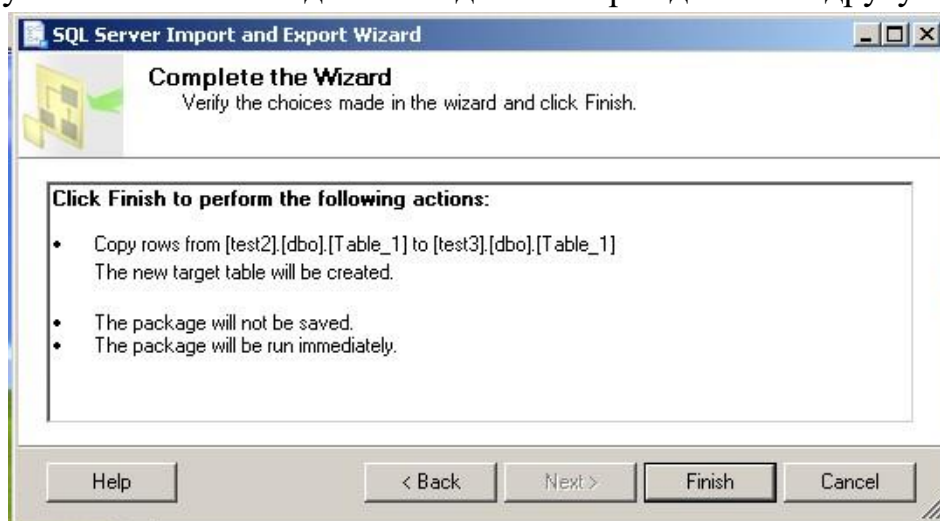 SQL Server Import and Export Wizard
Complete the Wizard
Verify the choices made in the wizard and click Finish.
Click Finish to perform the following actions:
• Copy rows from [test2].[dbo].[Table_1] to [test3].[dbo].[Table_1]
The new target table will be created.
• The package will not be saved.
• The package will be run immediately.
Help < Back Next > Finish Cancel